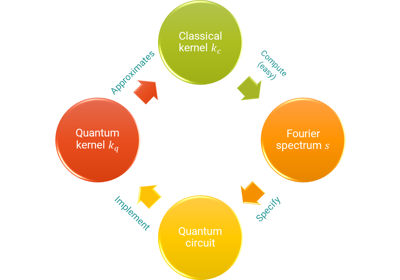 Classical
kernel k_c
Approximates
Compute
(easy)
Quantum
kernel k_q
Fourier
spectrum s
Implement
Specify
Quantum
circuit